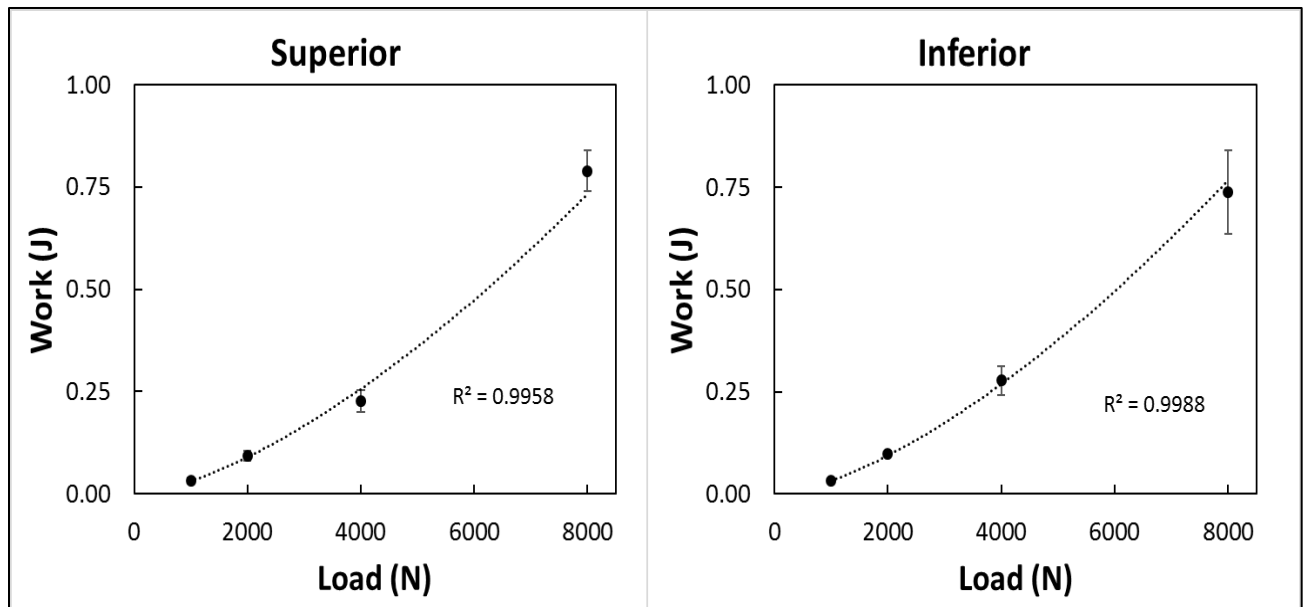 Superior
1.00
0.75
0.50
0.25
0.00
Work (J)
R² = 0.9958
0 2000 4000 6000 8000
Load (N)
Inferior
1.00
0.75
0.50
0.25
0.00
Work (J)
R² = 0.9988
0 2000 4000 6000 8000
Load (N)